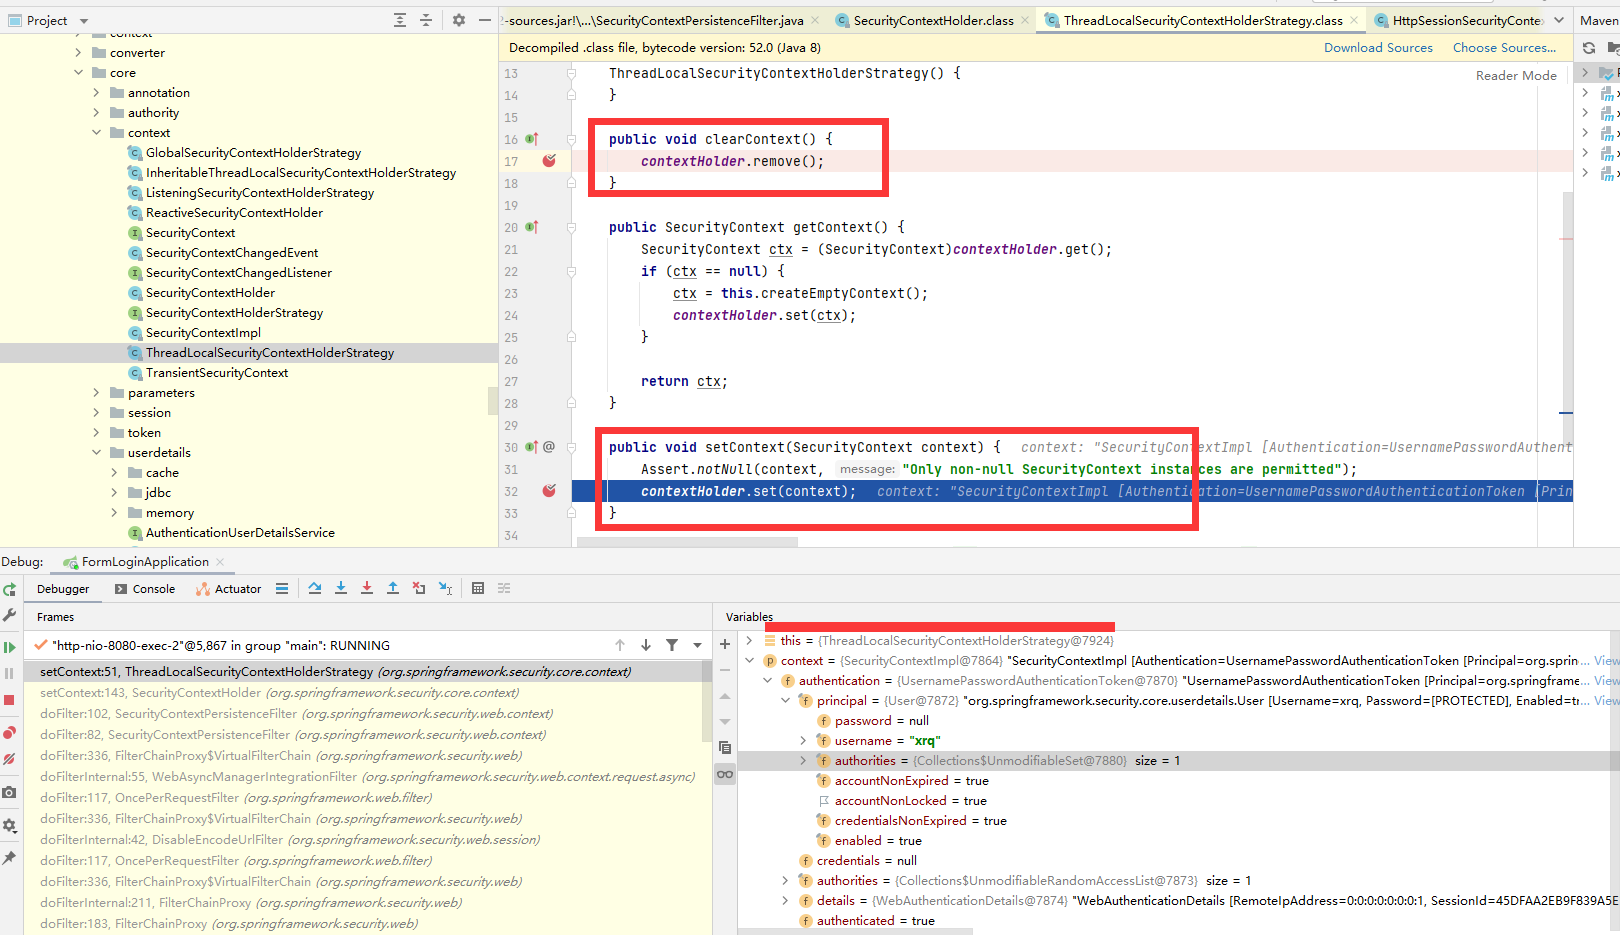 Project
2-sources.jar!\...\SecurityContextPersistenceFilter.java
SecurityContextHolder.class
ThreadLocalSecurityContextHolderStrategy.class
HttpSessionSecurityConte
Maven
context
converter
core
annotation
authority
context
GlobalSecurityContextHolderStrategy
InheritableThreadLocalSecurityContextHolderStrategy
ListeningSecurityContextHolderStrategy
ReactiveSecurityContextHolder
SecurityContext
SecurityContextChangedEvent
SecurityContextChangedListener
SecurityContextHolder
SecurityContextHolderStrategy
SecurityContextImpl
ThreadLocalSecurityContextHolderStrategy
TransientSecurityContext
parameters
session
token
userdetails
cache
jdbc
memory
AuthenticationUserDetailsService
Decompiled .class file, bytecode version: 52.0 (Java 8)
Download Sources
Choose Sources...
Reader Mode
13 ThreadLocalSecurityContextHolderStrategy() {
14 }
15
16 public void clearContext() {
17 contextHolder.remove();
18 }
19
20 public SecurityContext getContext() {
21 SecurityContext ctx = (SecurityContext)contextHolder.get();
22 if (ctx == null) {
23 ctx = this.createEmptyContext();
24 contextHolder.set(ctx);
25 }
26
27 return ctx;
28 }
29
30 @ public void setContext(SecurityContext context) { context: "SecurityContextImpl [Authentication=UsernamePasswordAuthent
31 Assert.notNull(context, message: "Only non-null SecurityContext instances are permitted");
32 contextHolder.set(context); context: "SecurityContextImpl [Authentication=UsernamePasswordAuthenticationToken [Prin
33 }
34
Debug:
FormLoginApplication
Debugger
Console
Actuator
Frames
"http-nio-8080-exec-2"@5,867 in group "main": RUNNING
setContext:51, ThreadLocalSecurityContextHolderStrategy (org.springframework.security.core.context)
setContext:143, SecurityContextHolder (org.springframework.security.core.context)
doFilter:102, SecurityContextPersistenceFilter (org.springframework.security.web.context)
doFilter:82, SecurityContextPersistenceFilter (org.springframework.security.web.context)
doFilter:336, FilterChainProxy$VirtualFilterChain (org.springframework.security.web)
doFilterInternal:55, WebAsyncManagerIntegrationFilter (org.springframework.security.web.context.request.async)
doFilter:117, OncePerRequestFilter (org.springframework.web.filter)
doFilter:336, FilterChainProxy$VirtualFilterChain (org.springframework.security.web)
doFilterInternal:42, DisableEncodeUrlFilter (org.springframework.security.web.session)
doFilter:117, OncePerRequestFilter (org.springframework.web.filter)
doFilter:336, FilterChainProxy$VirtualFilterChain (org.springframework.security.web)
doFilterInternal:211, FilterChainProxy (org.springframework.security.web)
doFilter:183, FilterChainProxy (org.springframework.security.web)
Variables
this = {ThreadLocalSecurityContextHolderStrategy@7924}
context = {SecurityContextImpl@7864} "SecurityContextImpl [Authentication=UsernamePasswordAuthenticationToken [Principal=org.sprin... View
authentication = {UsernamePasswordAuthenticationToken@7870} "UsernamePasswordAuthenticationToken [Principal=org.springframe... View
principal = {User@7872} "org.springframework.security.core.userdetails.User [Username=xrq, Password=[PROTECTED], Enabled=tr... View
password = null
username = "xrq"
authorities = {Collections$UnmodifiableSet@7880} size = 1
accountNonExpired = true
accountNonLocked = true
credentialsNonExpired = true
enabled = true
credentials = null
authorities = {Collections$UnmodifiableRandomAccessList@7873} size = 1
details = {WebAuthenticationDetails@7874} "WebAuthenticationDetails [RemoteIpAddress=0:0:0:0:0:0:0:1, SessionId=45DFAA2EB9F839A5E
authenticated = true